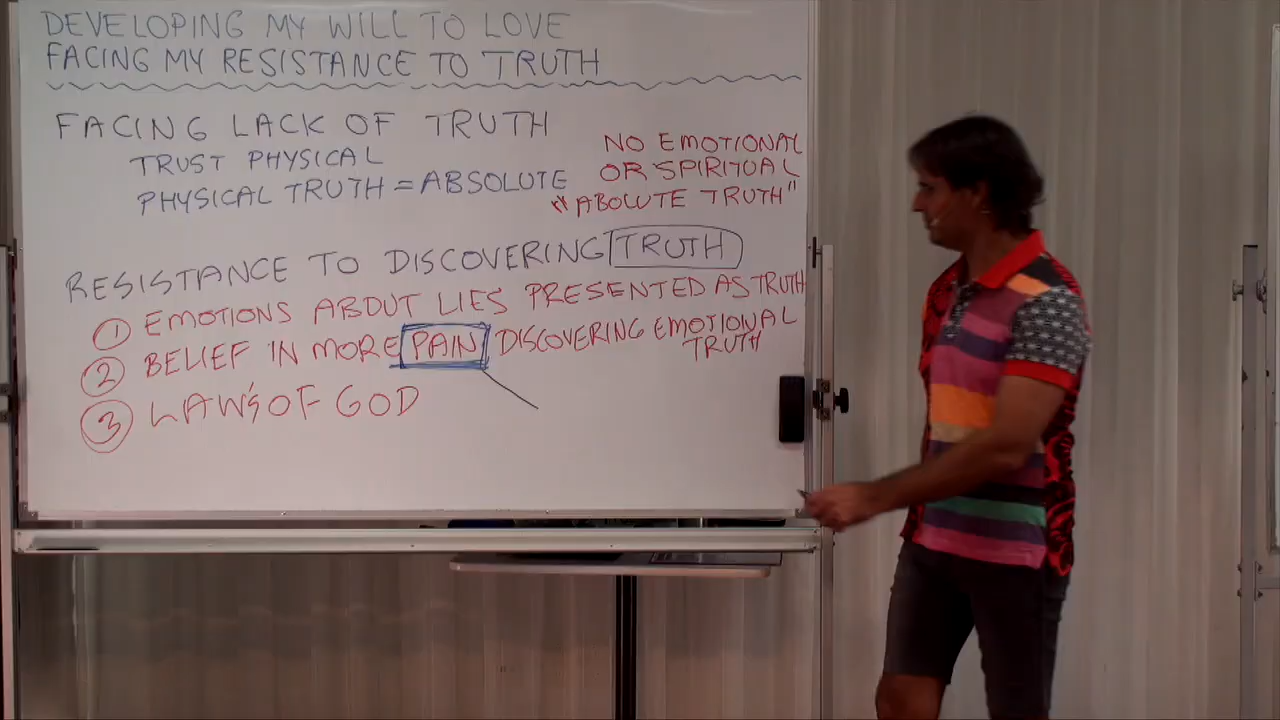 DEVELOPING MY WILL TO LOVE
FACING MY RESISTANCE TO TRUTH
FACING LACK OF TRUTH
TRUST PHYSICAL
PHYSICAL TRUTH = ABSOLUTE
NO EMOTIONAL
OR SPIRITUAL
"ABOLUTE TRUTH"
RESISTANCE TO DISCOVERING TRUTH
① EMOTIONS ABOUT LIES PRESENTED AS TRUTH
② BELIEF IN MORE PAIN DISCOVERING EMOTIONAL
TRUTH
③ LAW'S OF GOD